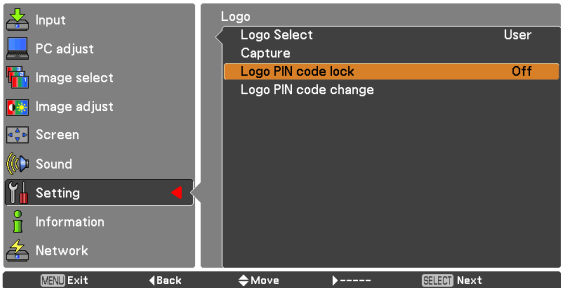 Input
PC adjust
Image select
Image adjust
Screen
Sound
Setting
Information
Network
Logo
Logo Select User
Capture
Logo PIN code lock Off
Logo PIN code change
MENU Exit Back Move ----- SELECT Next